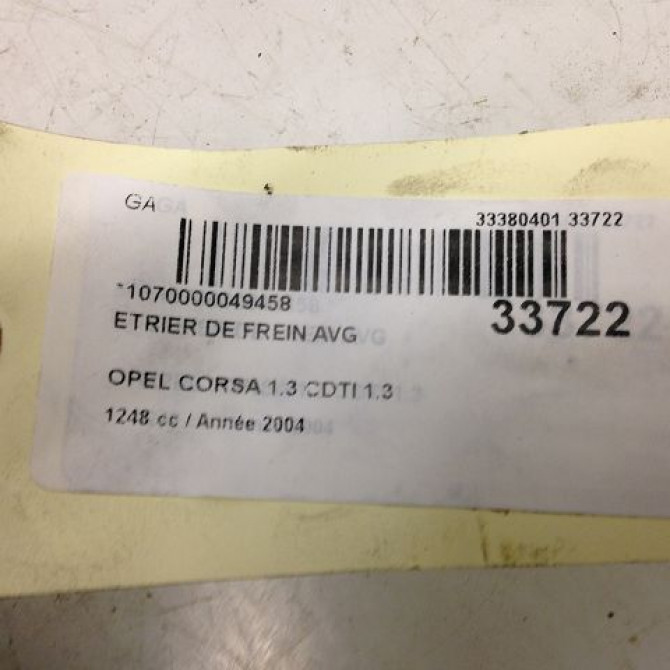 GAGA
33380401 33722
*1070000049458
33722
ETRIER DE FREIN AVG
OPEL CORSA 1.3 CDTI 1.3
1248 cc / Année 2004